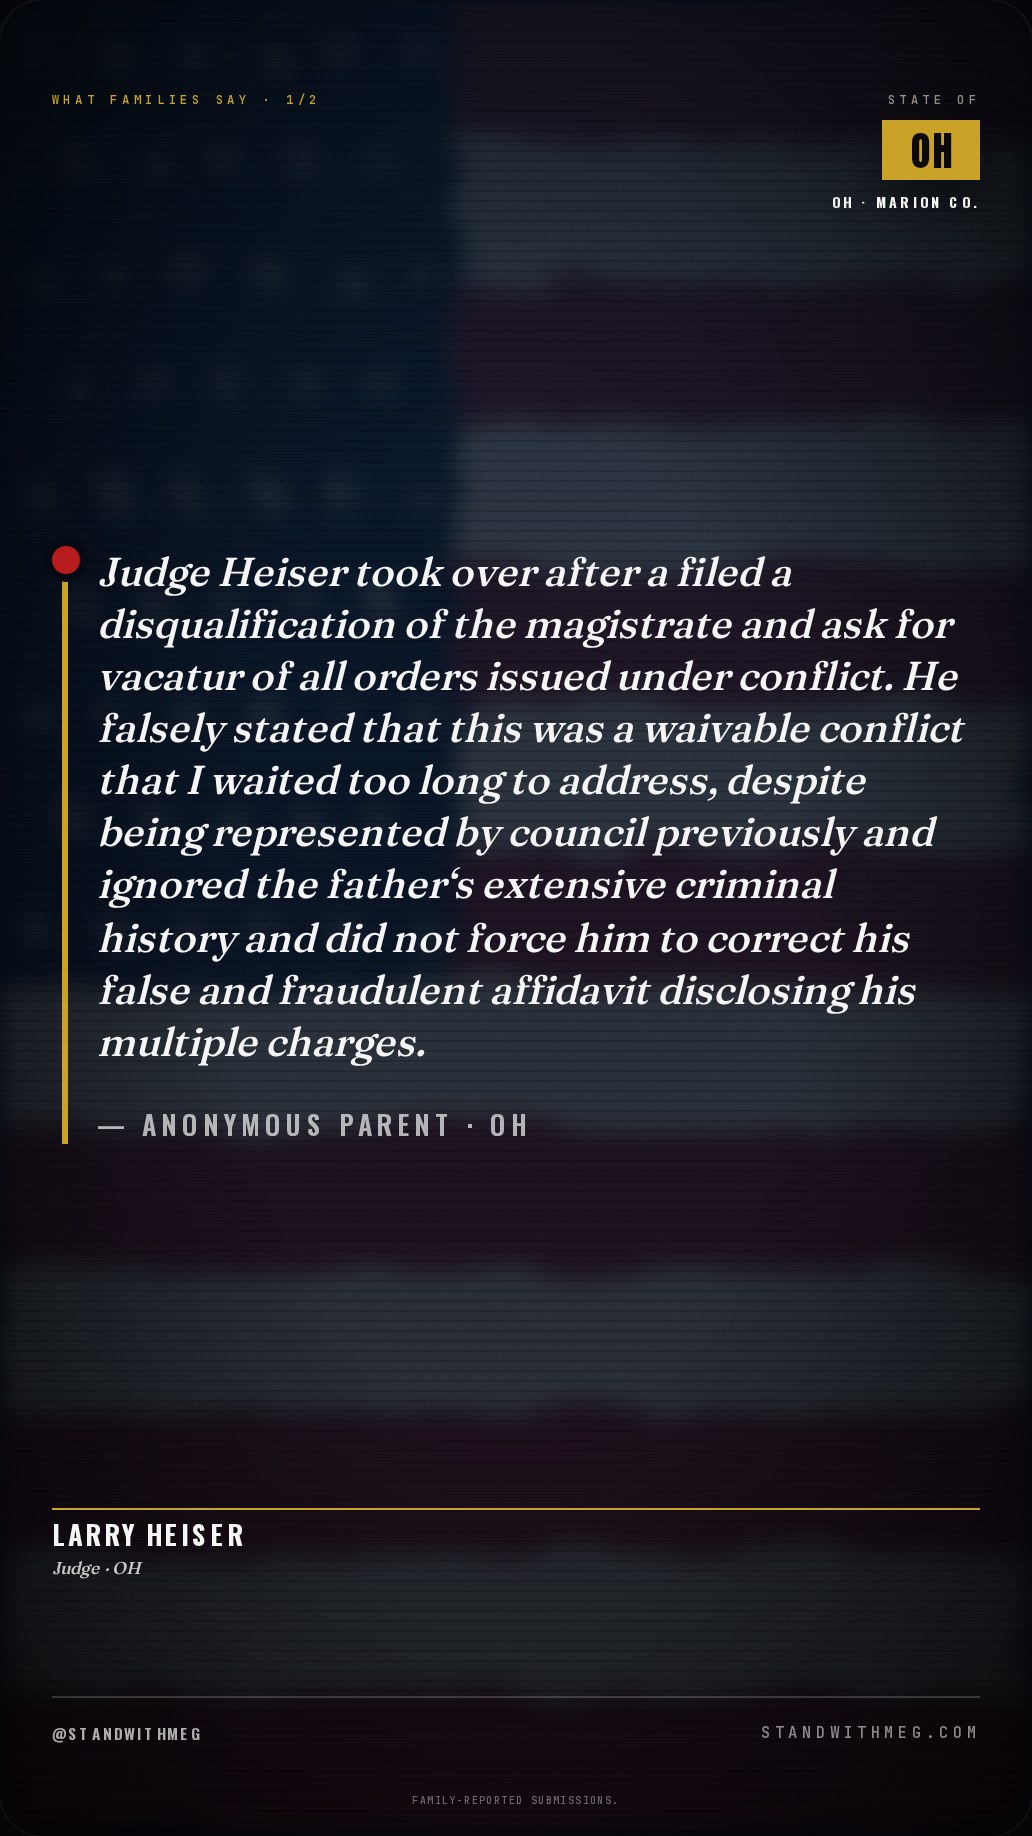 WHAT FAMILIES SAY · 1/2
STATE OF
OH
OH · MARION CO.
Judge Heiser took over after a filed a
disqualification of the magistrate and ask for
vacatur of all orders issued under conflict. He
falsely stated that this was a waivable conflict
that I waited too long to address, despite
being represented by council previously and
ignored the father‘s extensive criminal
history and did not force him to correct his
false and fraudulent affidavit disclosing his
multiple charges.
— ANONYMOUS PARENT · OH
LARRY HEISER
Judge · OH
@STANDWITHMEG
STANDWITHMEG.COM
FAMILY-REPORTED SUBMISSIONS.